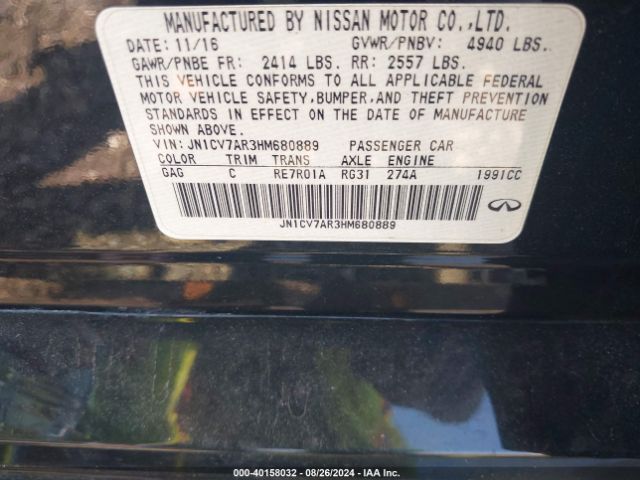 MANUFACTURED BY NISSAN MOTOR CO.,LTD.
DATE: 11/16 GVWR/PNBV: 4940 LBS.
GAWR/PNBE FR: 2414 LBS. RR: 2557 LBS.
THIS VEHICLE CONFORMS TO ALL APPLICABLE FEDERAL
MOTOR VEHICLE SAFETY,BUMPER,AND THEFT PREVENTION
STANDARDS IN EFFECT ON THE DATE OF MANUFACTURE
SHOWN ABOVE.
VIN: JN1CV7AR3HM680889 PASSENGER CAR
COLOR TRIM TRANS AXLE ENGINE
GAG C RE7R01A RG31 274A 1991CC
JN1CV7AR3HM680889
000-40158032 - 08/26/2024 - IAA Inc.